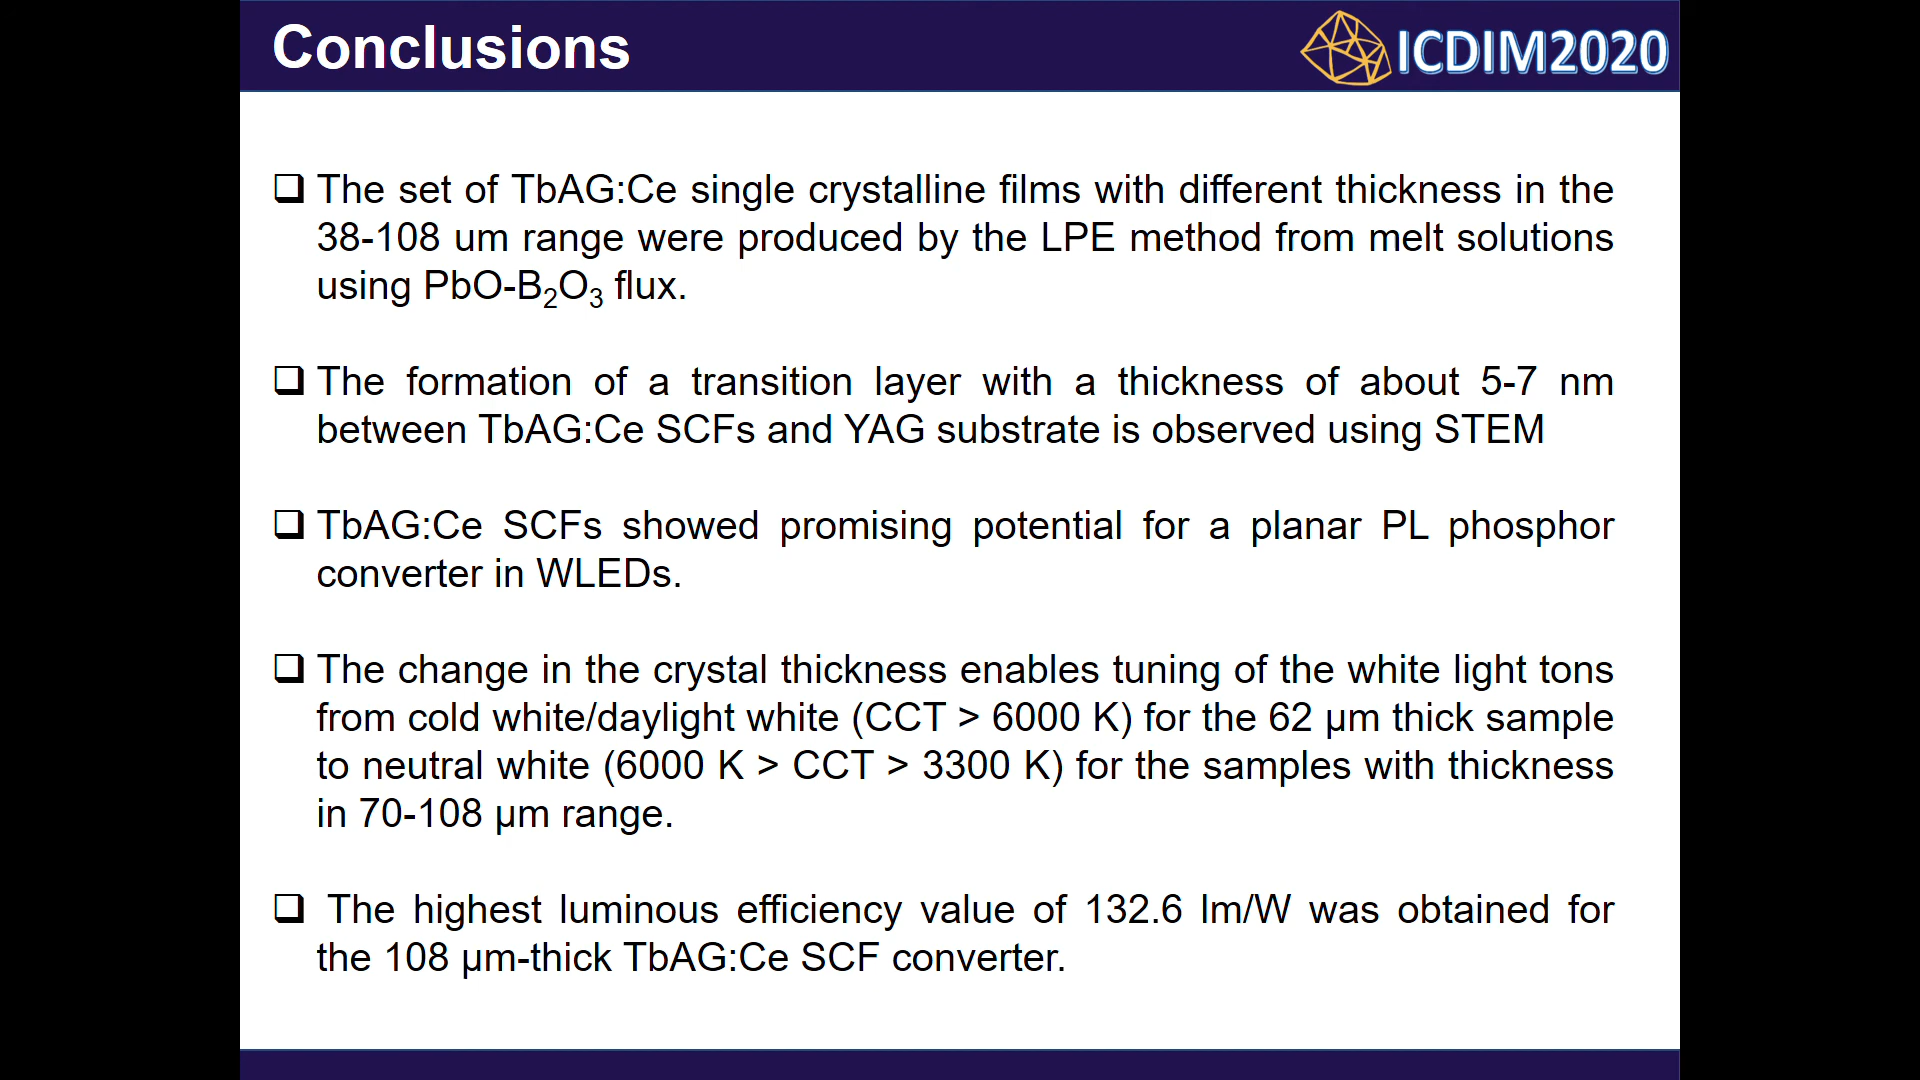 Conclusions
ICDIM2020
❑ The set of TbAG:Ce single crystalline films with different thickness in the
38-108 um range were produced by the LPE method from melt solutions
using PbO-B₂O₃ flux.
❑ The formation of a transition layer with a thickness of about 5-7 nm
between TbAG:Ce SCFs and YAG substrate is observed using STEM
❑ TbAG:Ce SCFs showed promising potential for a planar PL phosphor
converter in WLEDs.
❑ The change in the crystal thickness enables tuning of the white light tons
from cold white/daylight white (CCT > 6000 K) for the 62 µm thick sample
to neutral white (6000 K > CCT > 3300 K) for the samples with thickness
in 70-108 µm range.
❑ The highest luminous efficiency value of 132.6 lm/W was obtained for
the 108 µm-thick TbAG:Ce SCF converter.